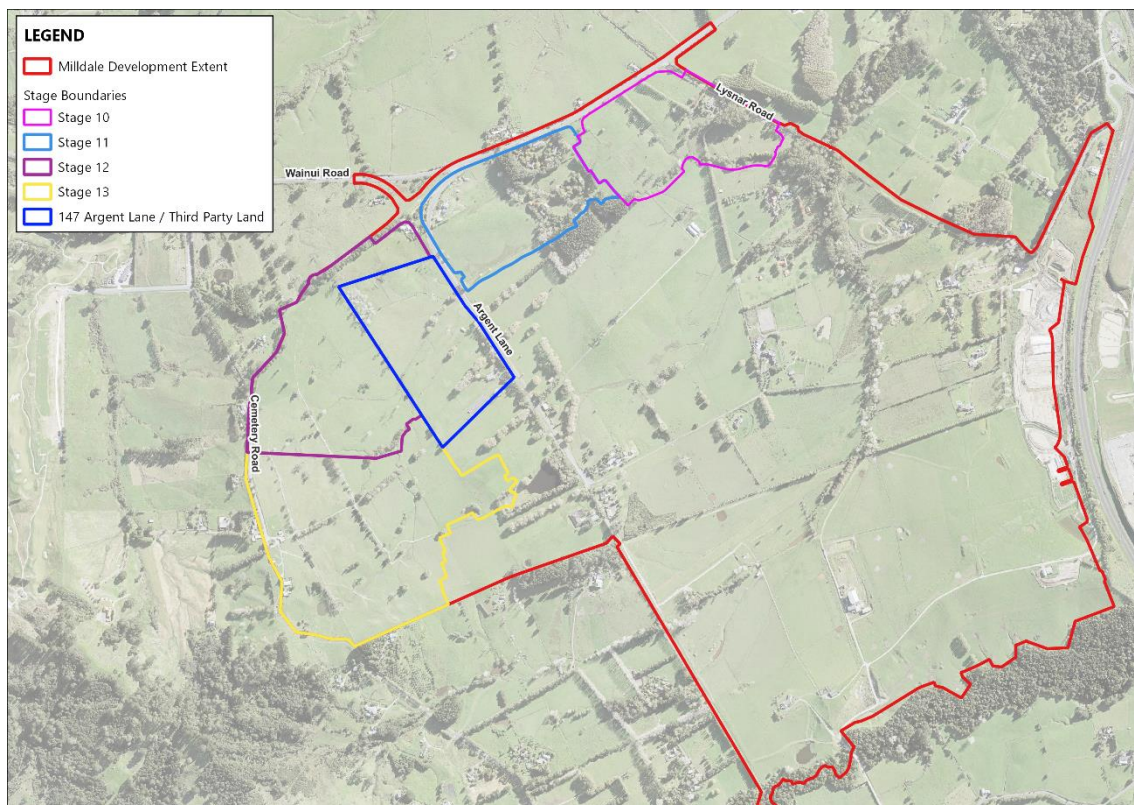 LEGEND
Milldale Development Extent
Stage Boundaries
Stage 10
Stage 11
Stage 12
Stage 13
147 Argent Lane / Third Party Land
Lysnar Road
Wainui Road
Argent Lane
Cemetery Road